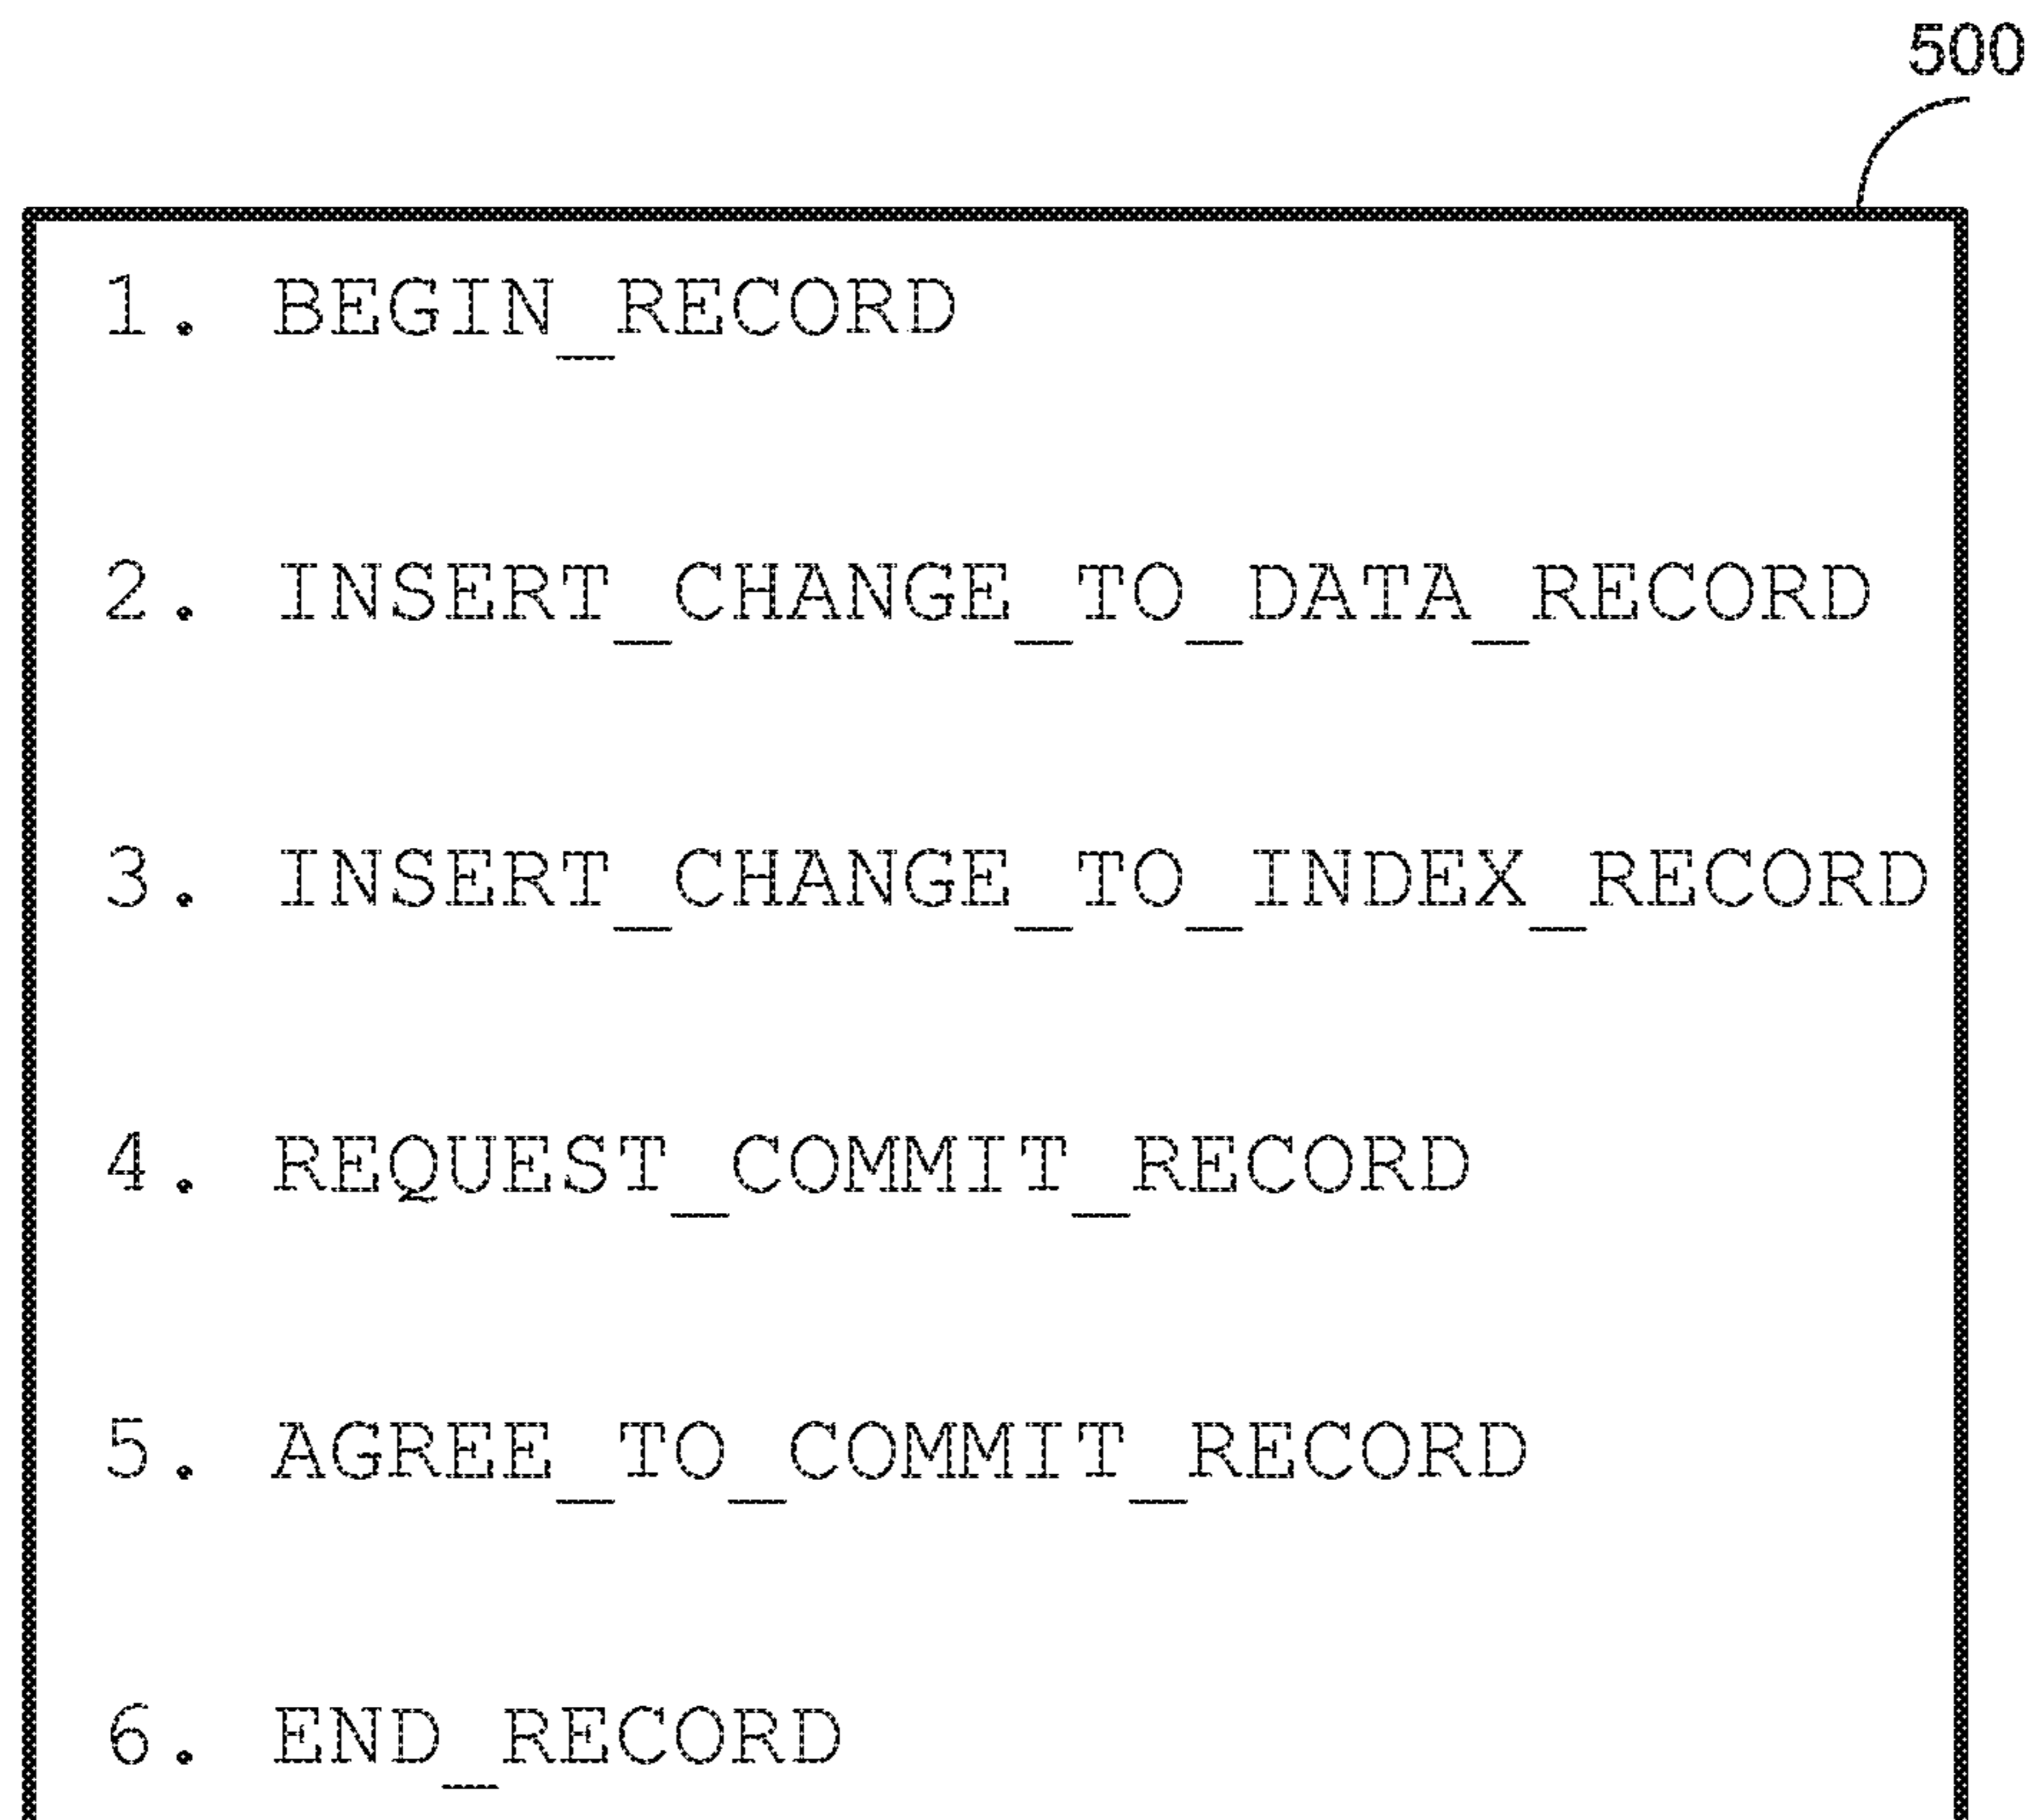 500
1. BEGIN_RECORD
2. INSERT_CHANGE_TO_DATA_RECORD
3. INSERT_CHANGE_TO_INDEX_RECORD
4. REQUEST_COMMIT_RECORD
5. AGREE_TO_COMMIT_RECORD
6. END_RECORD